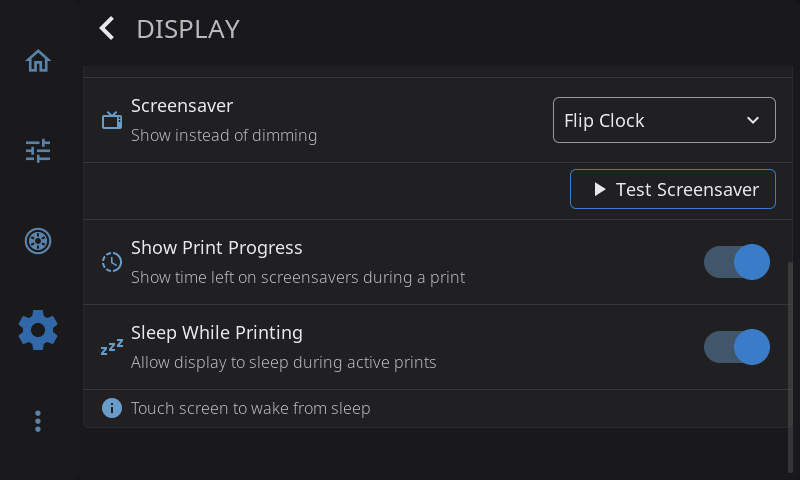 DISPLAY
Screensaver
Show instead of dimming
Flip Clock
Test Screensaver
Show Print Progress
Show time left on screensavers during a print
Sleep While Printing
Allow display to sleep during active prints
Touch screen to wake from sleep